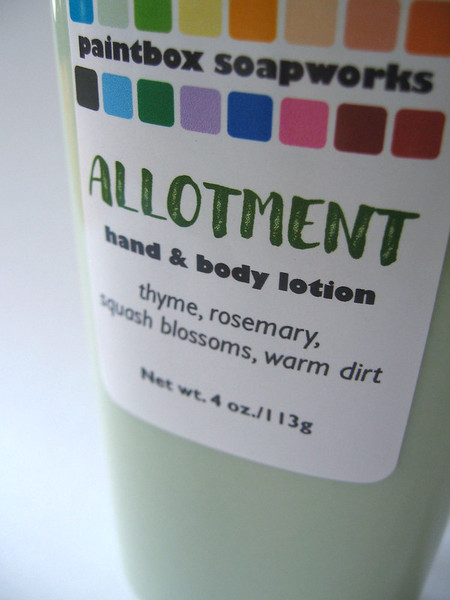 paintbox soapworks
ALLOTMENT
hand & body lotion
thyme, rosemary,
squash blossoms, warm dirt
Net wt. 4 oz./113g